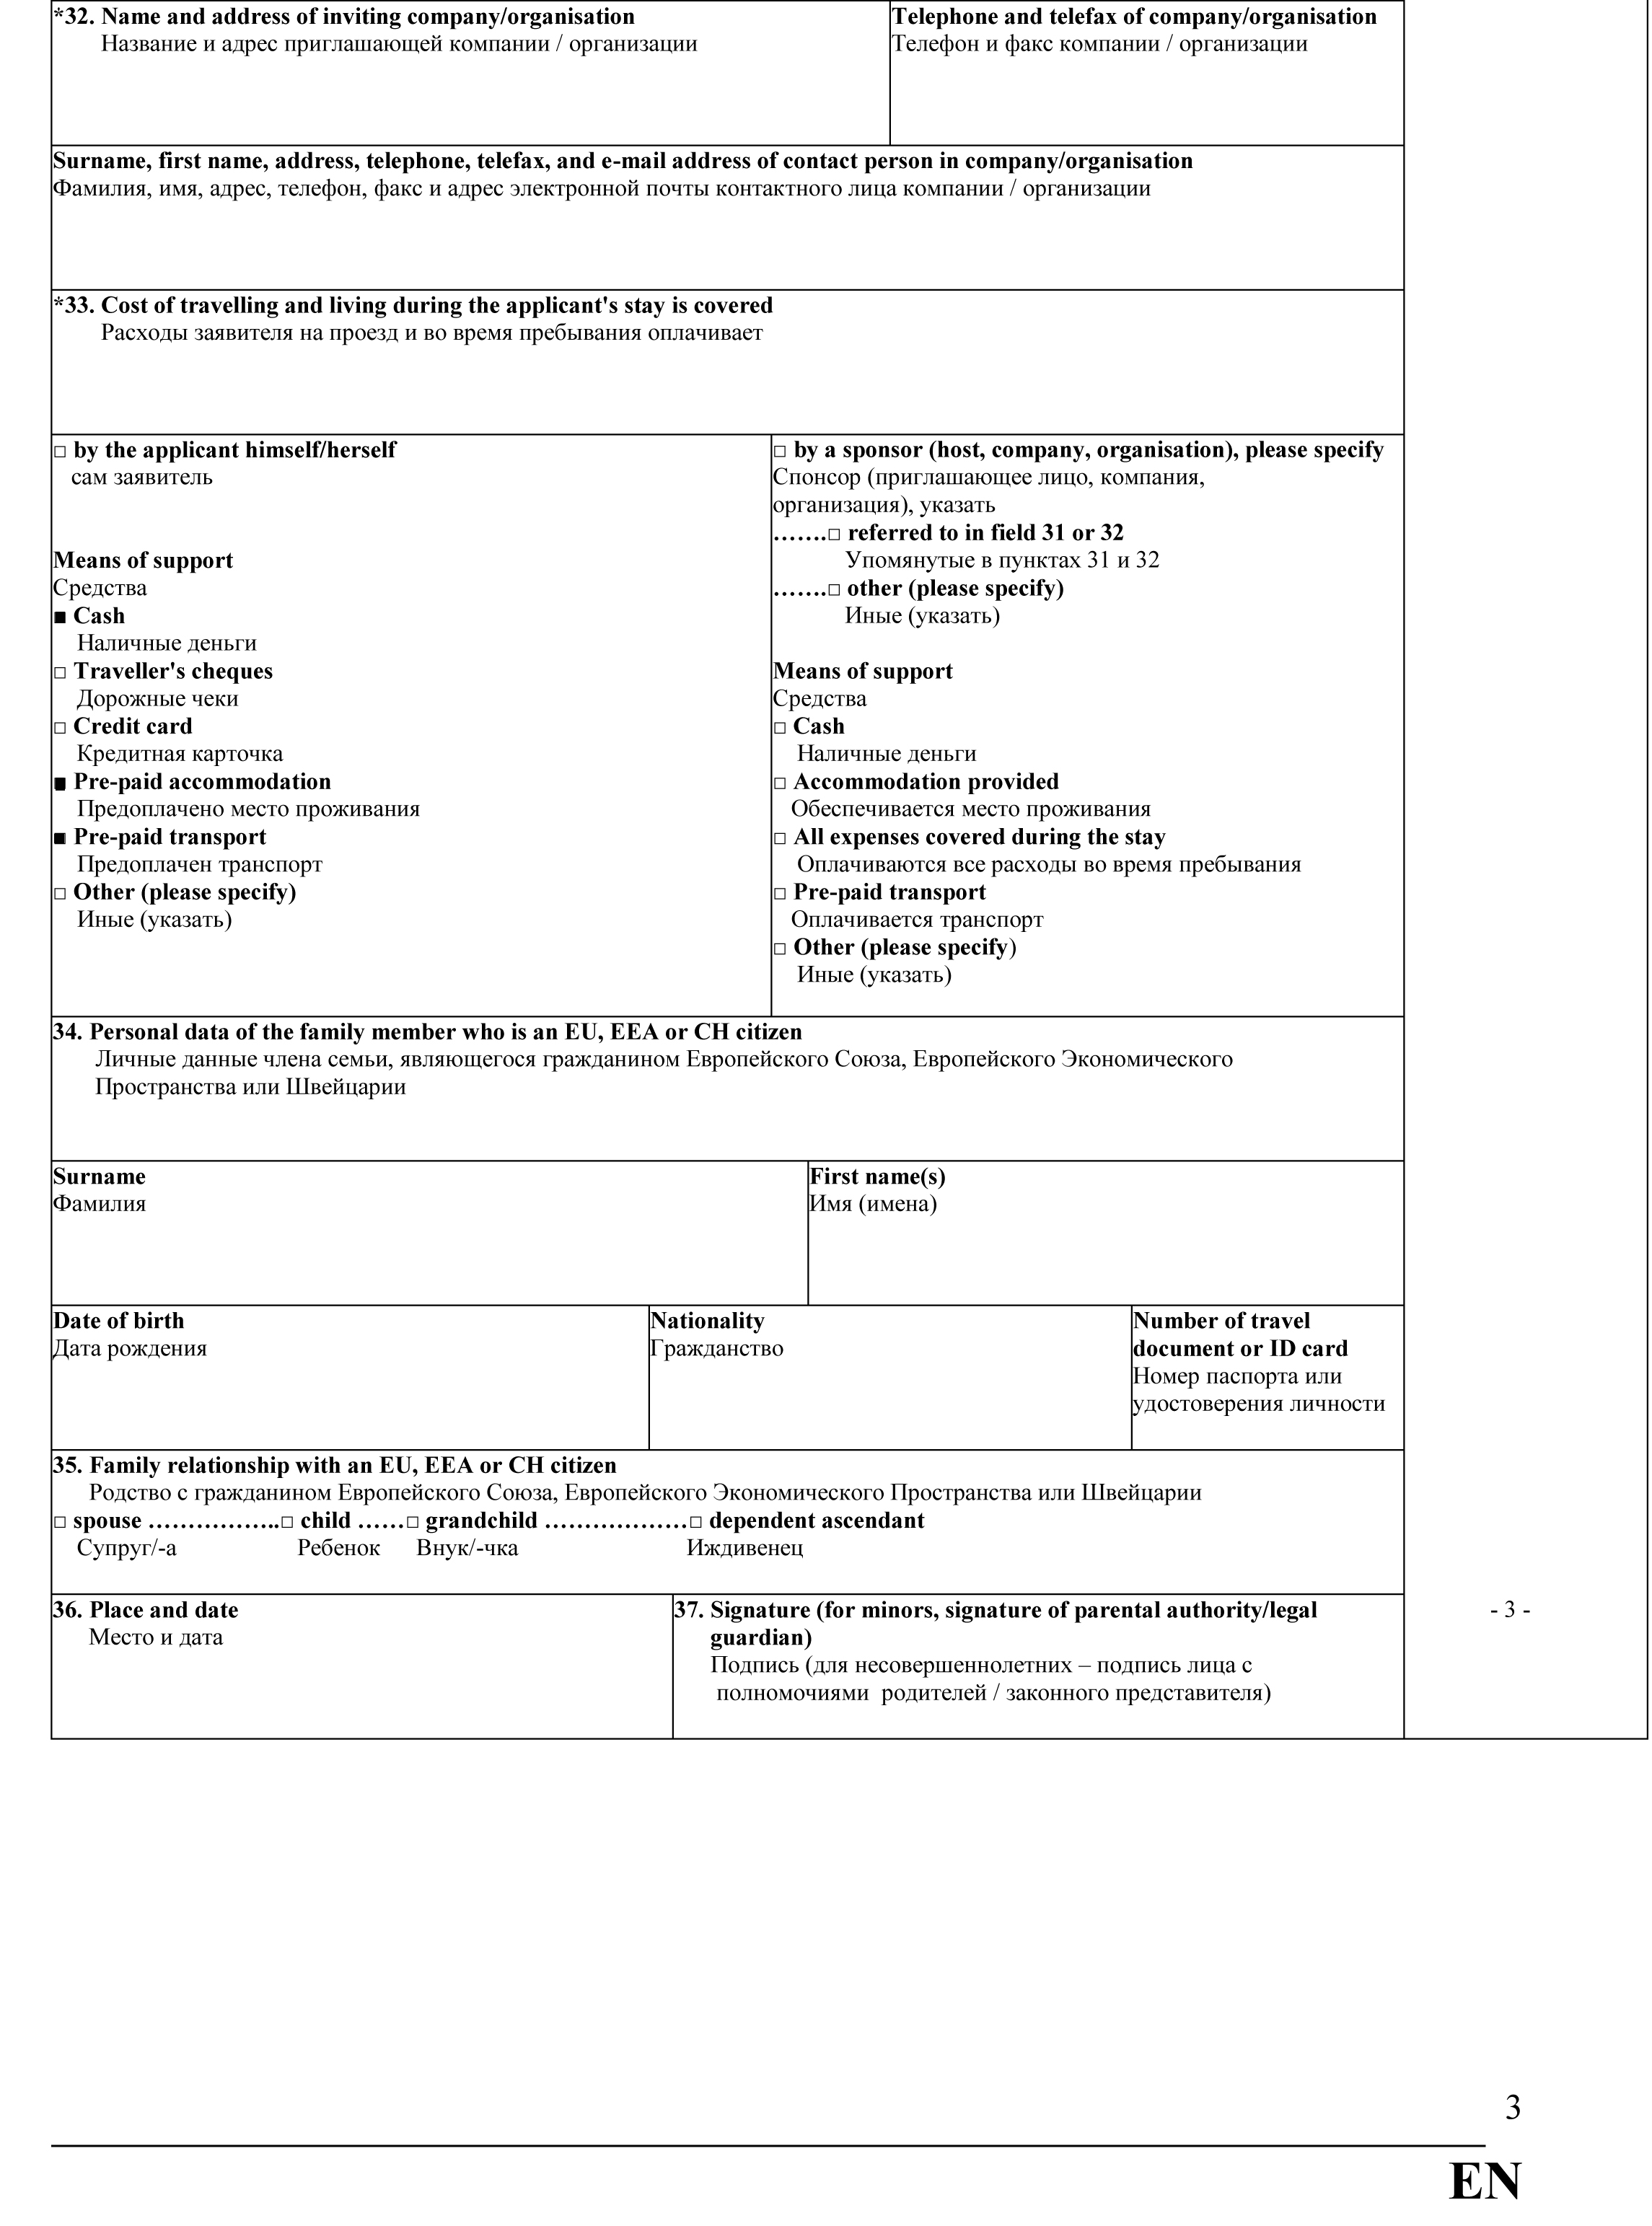 *32. Name and address of inviting company/organisation
Название и адрес приглашающей компании / организации
Telephone and telefax of company/organisation
Телефон и факс компании / организации
Surname, first name, address, telephone, telefax, and e-mail address of contact person in company/organisation
Фамилия, имя, адрес, телефон, факс и адрес электронной почты контактного лица компании / организации
*33. Cost of travelling and living during the applicant's stay is covered
Расходы заявителя на проезд и во время пребывания оплачивает
□ by the applicant himself/herself
сам заявитель
Means of support
Средства
■ Cash
Наличные деньги
□ Traveller's cheques
Дорожные чеки
□ Credit card
Кредитная карточка
■ Pre-paid accommodation
Предоплачено место проживания
■ Pre-paid transport
Предоплачен транспорт
□ Other (please specify)
Иные (указать)
□ by a sponsor (host, company, organisation), please specify
Спонсор (приглашающее лицо, компания,
организация), указать
…….□ referred to in field 31 or 32
Упомянутые в пунктах 31 и 32
…….□ other (please specify)
Иные (указать)
Means of support
Средства
□ Cash
Наличные деньги
□ Accommodation provided
Обеспечивается место проживания
□ All expenses covered during the stay
Оплачиваются все расходы во время пребывания
□ Pre-paid transport
Оплачивается транспорт
□ Other (please specify)
Иные (указать)
34. Personal data of the family member who is an EU, EEA or CH citizen
Личные данные члена семьи, являющегося гражданином Европейского Союза, Европейского Экономического
Пространства или Швейцарии
Surname
Фамилия
First name(s)
Имя (имена)
Date of birth
Дата рождения
Nationality
Гражданство
Number of travel
document or ID card
Номер паспорта или
удостоверения личности
35. Family relationship with an EU, EEA or CH citizen
Родство с гражданином Европейского Союза, Европейского Экономического Пространства или Швейцарии
□ spouse ……………..□ child ……□ grandchild ………………□ dependent ascendant
Супруг/-а Ребенок Внук/-чка Иждивенец
36. Place and date
Место и дата
37. Signature (for minors, signature of parental authority/legal
guardian)
Подпись (для несовершеннолетних – подпись лица с
полномочиями родителей / законного представителя)
- 3 -
3
EN